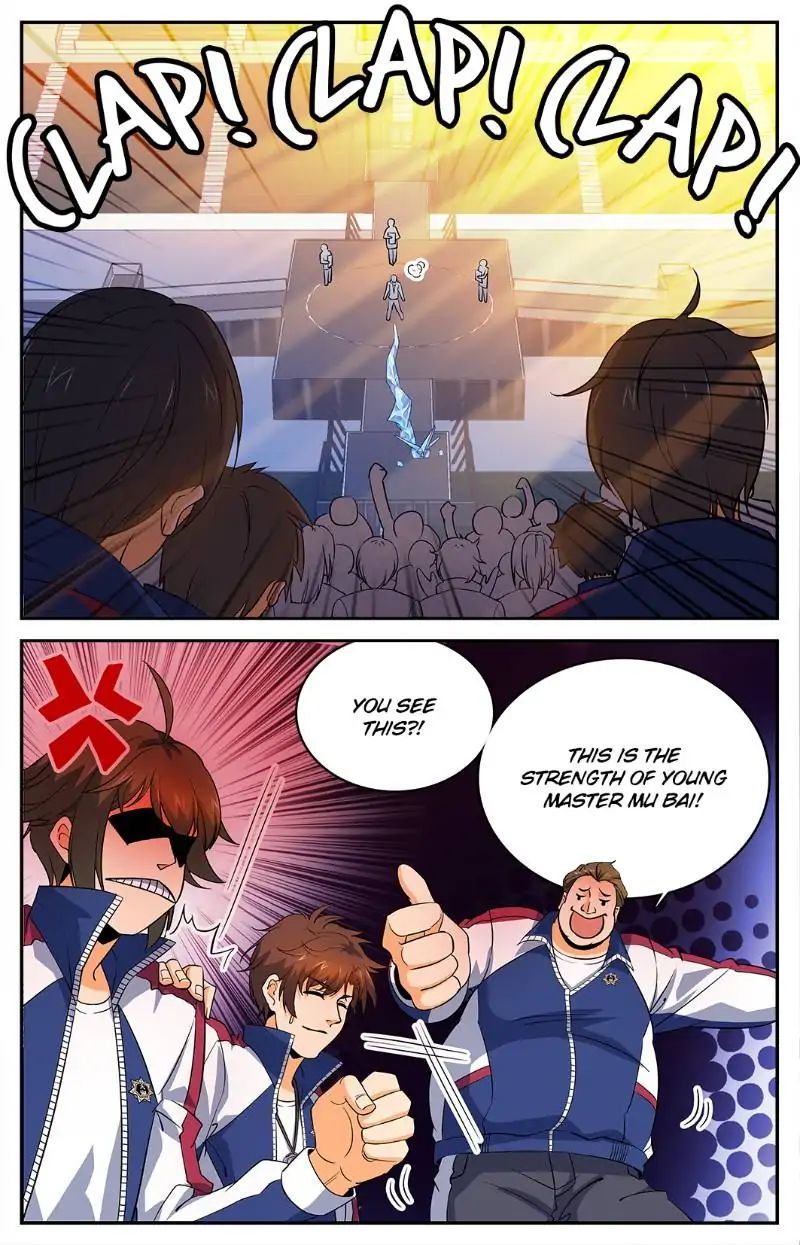 CLAP! CLAP! CLAP!
YOU SEE
THIS?!
THIS IS THE
STRENGTH OF YOUNG
MASTER MU BAI!